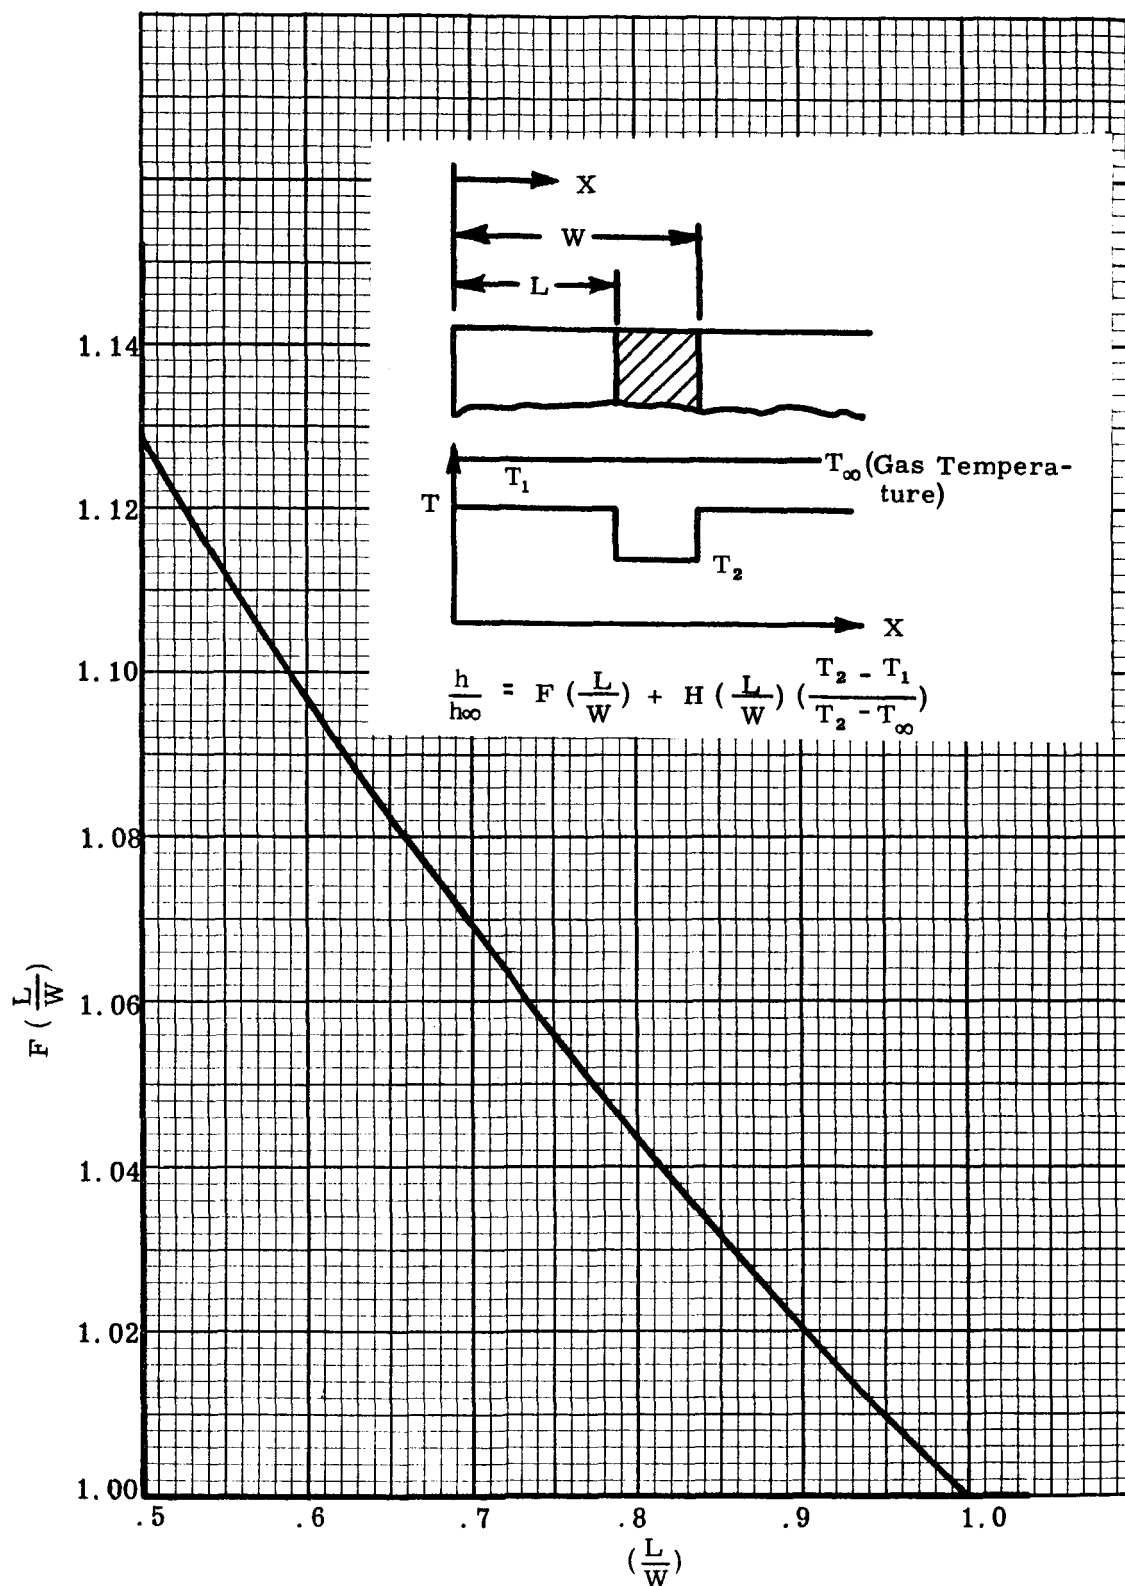 X
W
L
T∞ (Gas Tempera-
ture)
T₁
T
T₂
X
h/h∞ = F (L/W) + H (L/W) (T₂ - T₁/T₂ - T∞)
1.14
1.12
1.10
1.08
1.06
1.04
1.02
1.00
F (L/W)
.5 .6 .7 .8 .9 1.0
(L/W)